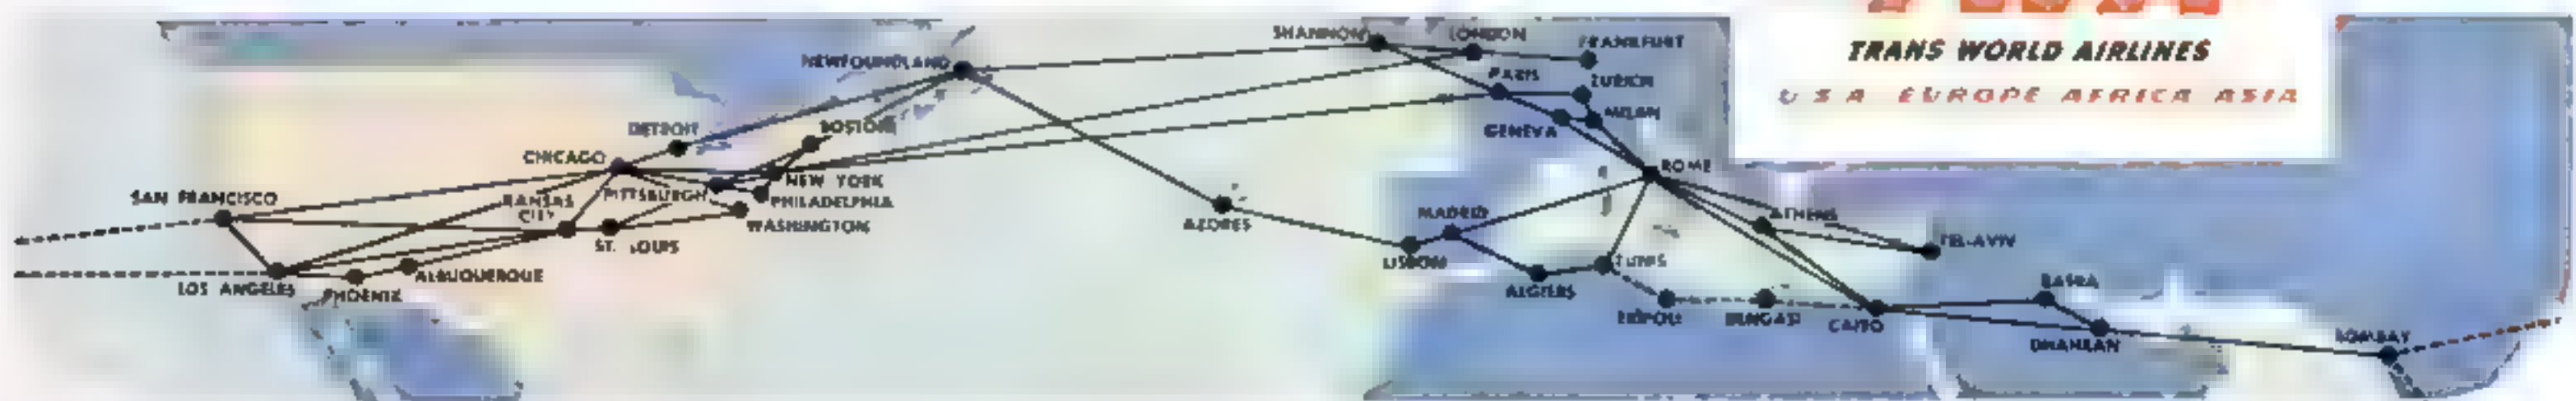 TRANS WORLD AIRLINES
U S A EUROPE AFRICA ASIA
SHANNON
LONDON
FRANKFURT
NEWFOUNDLAND
PARIS
ZURICH
MILAN
GENEVA
DETROIT
BOSTON
CHICAGO
ROME
SAN FRANCISCO
KANSAS
CITY
PITTSBURGH
NEW YORK
PHILADELPHIA
WASHINGTON
ST. LOUIS
AZORES
MADRID
ATHENS
TEL-AVIV
LISBON
TUNIS
LOS ANGELES
PHOENIX
ALBUQUERQUE
ALGIERS
TRIPOLI
BENGASI
CAIRO
BASRA
DHAHRAN
BOMBAY